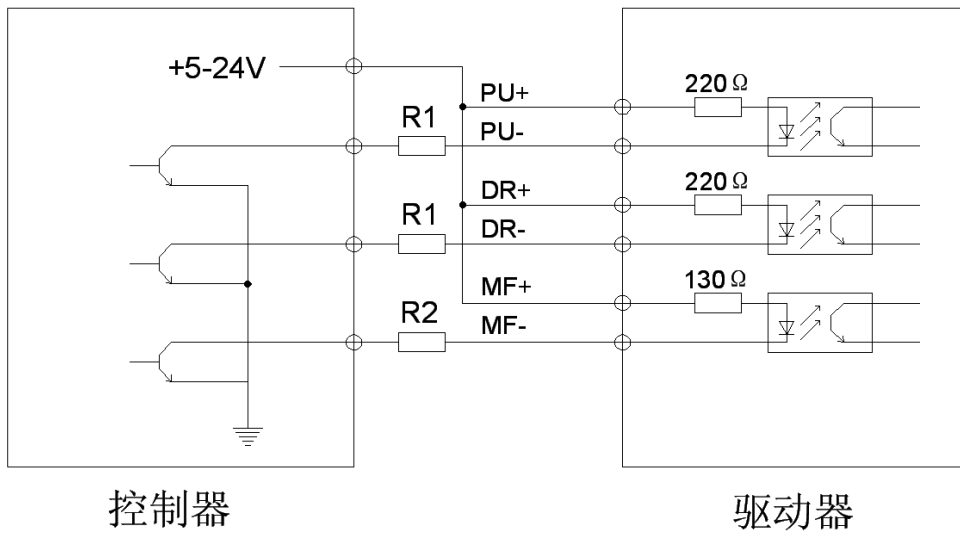 +5-24V
PU+
220Ω
R1
PU-
DR+
220Ω
R1
DR-
MF+
130Ω
R2
MF-
控制器
驱动器